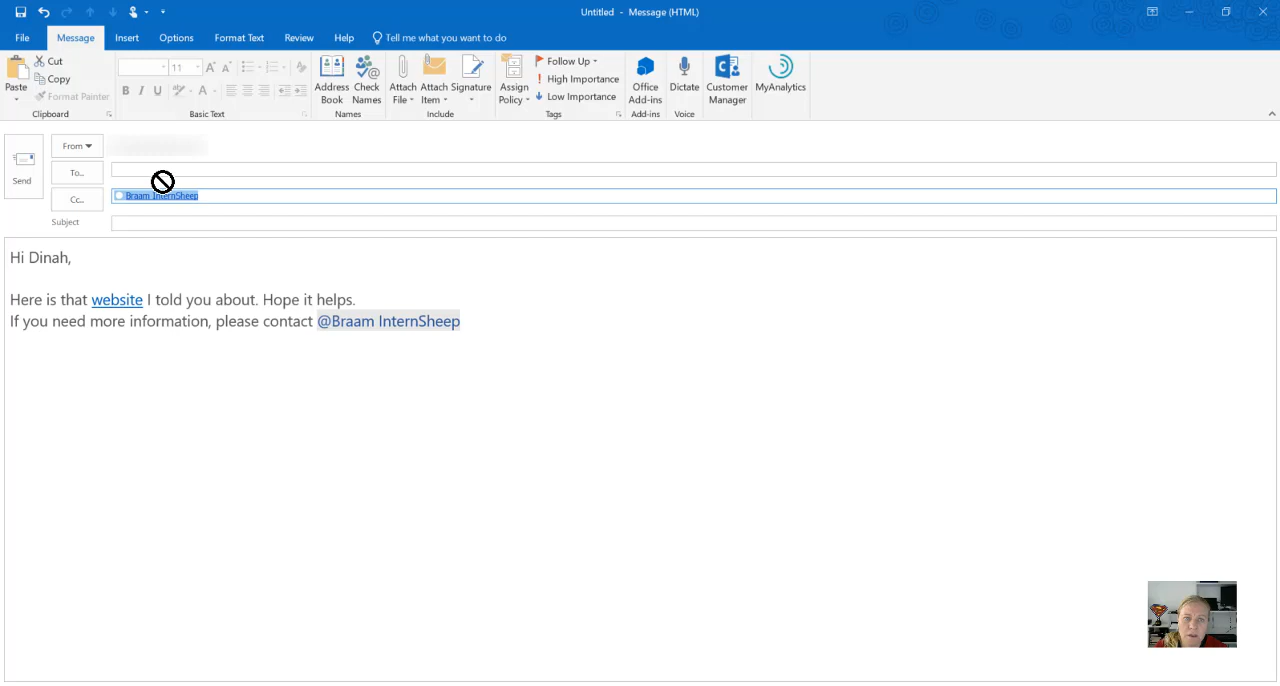 Untitled - Message (HTML)
File Message Insert Options Format Text Review Help Tell me what you want to do
Paste
Cut
Copy
Format Painter
Clipboard
11
B I U
Basic Text
Address Book
Check Names
Names
Attach File
Attach Item
Signature
Include
Assign Policy
Follow Up
High Importance
Low Importance
Tags
Office Add-ins
Add-ins
Dictate
Voice
Customer Manager
MyAnalytics
Send
From
To...
Cc...
Braam InternSheep
Subject
Hi Dinah,
Here is that website I told you about. Hope it helps.
If you need more information, please contact @Braam InternSheep